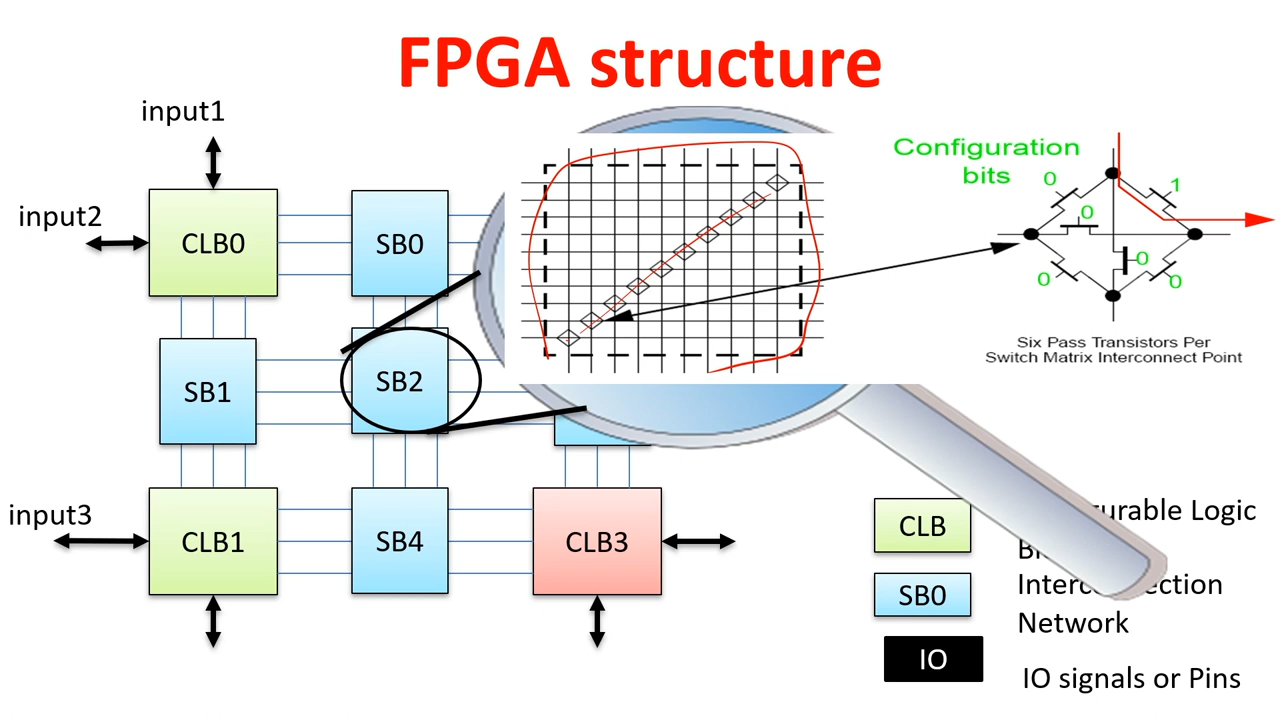 FPGA structure
input1
input2
CLB0
SB0
Configuration
bits
0
1
0
0
0
0
Six Pass Transistors Per
Switch Matrix Interconnect Point
SB1
SB2
input3
CLB1
SB4
CLB3
CLB
Logic
SB0
Network
IO
IO signals or Pins